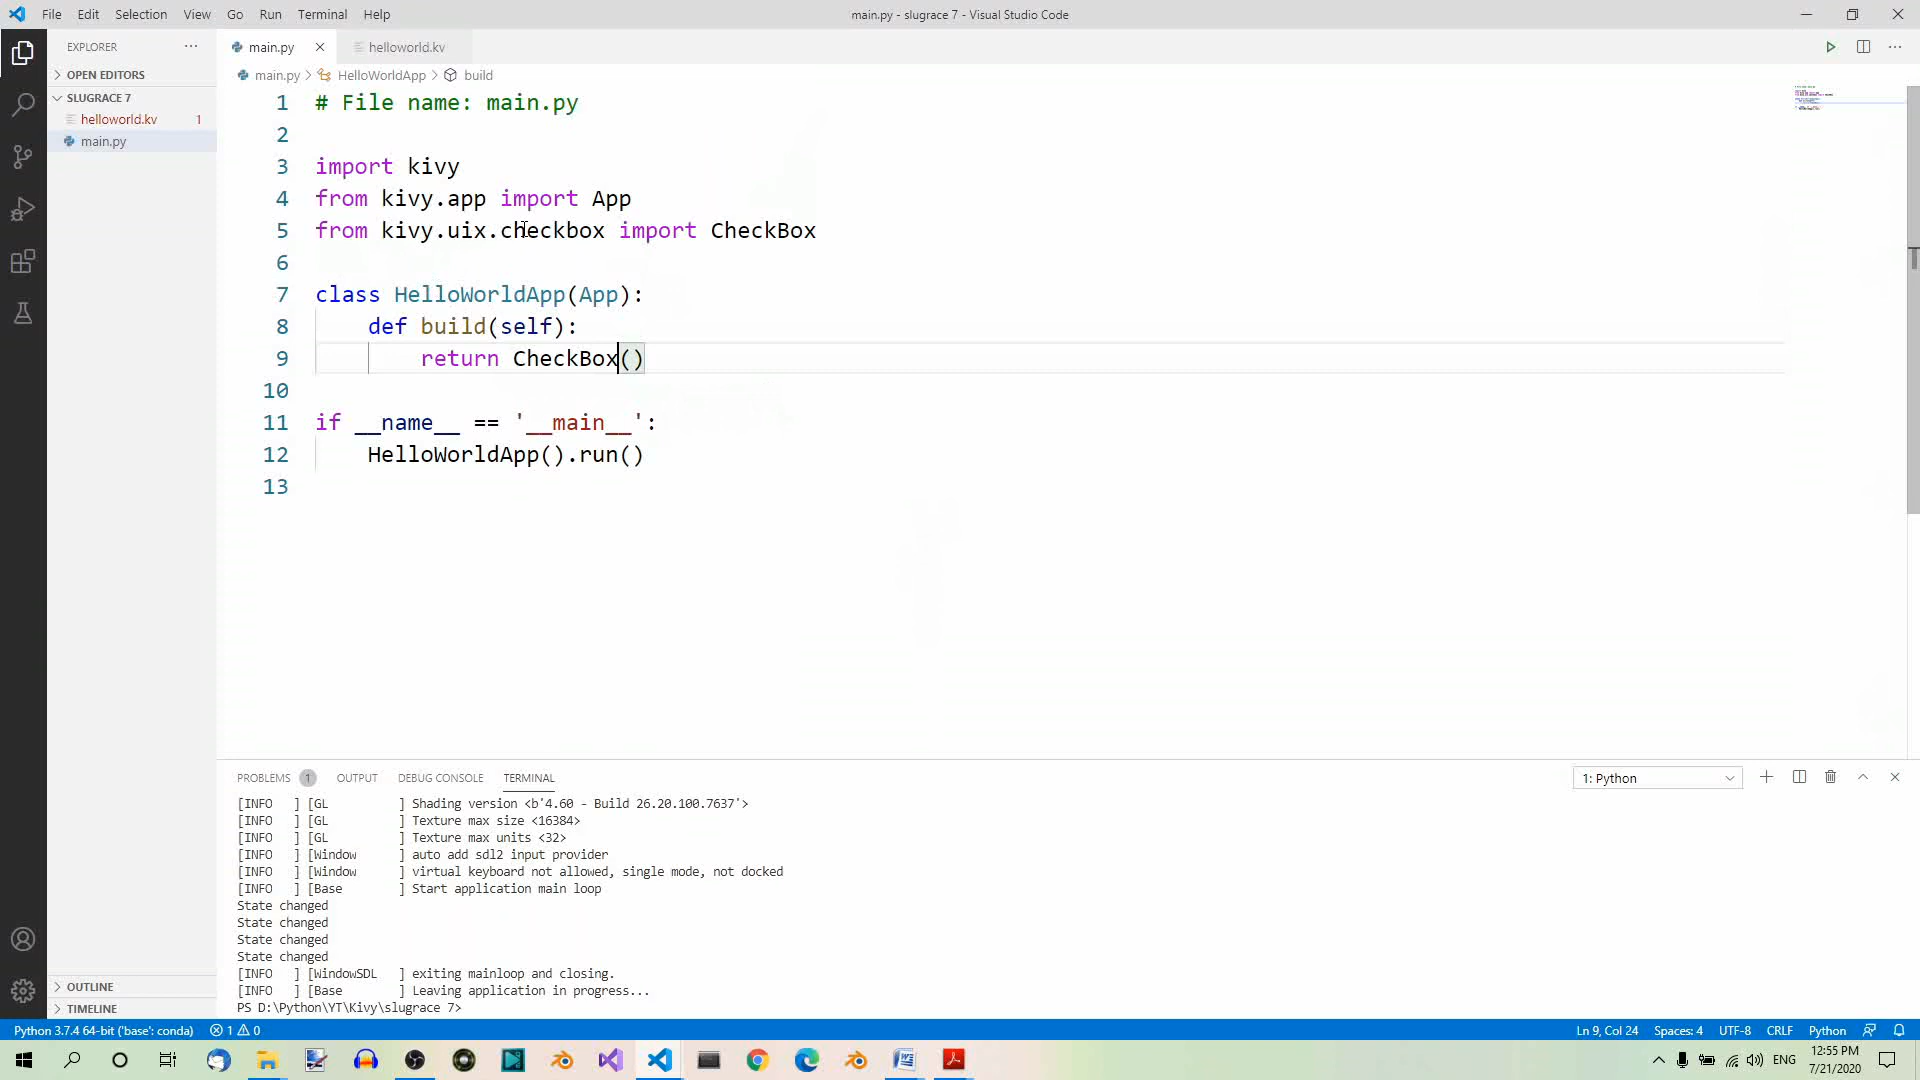 File Edit Selection View Go Run Terminal Help
main.py - slugrace 7 - Visual Studio Code
EXPLORER
OPEN EDITORS
SLUGRACE 7
helloworld.kv 1
main.py
main.py
helloworld.kv
main.py > HelloWorldApp > build
1 # File name: main.py
2
3 import kivy
4 from kivy.app import App
5 from kivy.uix.checkbox import CheckBox
6
7 class HelloWorldApp(App):
8 def build(self):
9 return CheckBox()
10
11 if __name__ == '__main__':
12 HelloWorldApp().run()
13
PROBLEMS 1 OUTPUT DEBUG CONSOLE TERMINAL
1: Python
[INFO ] [GL ] Shading version <b'4.60 - Build 26.20.100.7637'>
[INFO ] [GL ] Texture max size <16384>
[INFO ] [GL ] Texture max units <32>
[INFO ] [Window ] auto add sdl2 input provider
[INFO ] [Window ] virtual keyboard not allowed, single mode, not docked
[INFO ] [Base ] Start application main loop
State changed
State changed
State changed
State changed
[INFO ] [WindowSDL ] exiting mainloop and closing.
[INFO ] [Base ] Leaving application in progress...
PS D:\Python\YT\Kivy\slugrace 7>
OUTLINE
TIMELINE
Python 3.7.4 64-bit ('base': conda) 1 0
Ln 9, Col 24 Spaces: 4 UTF-8 CRLF Python
ENG
12:55 PM
7/21/2020